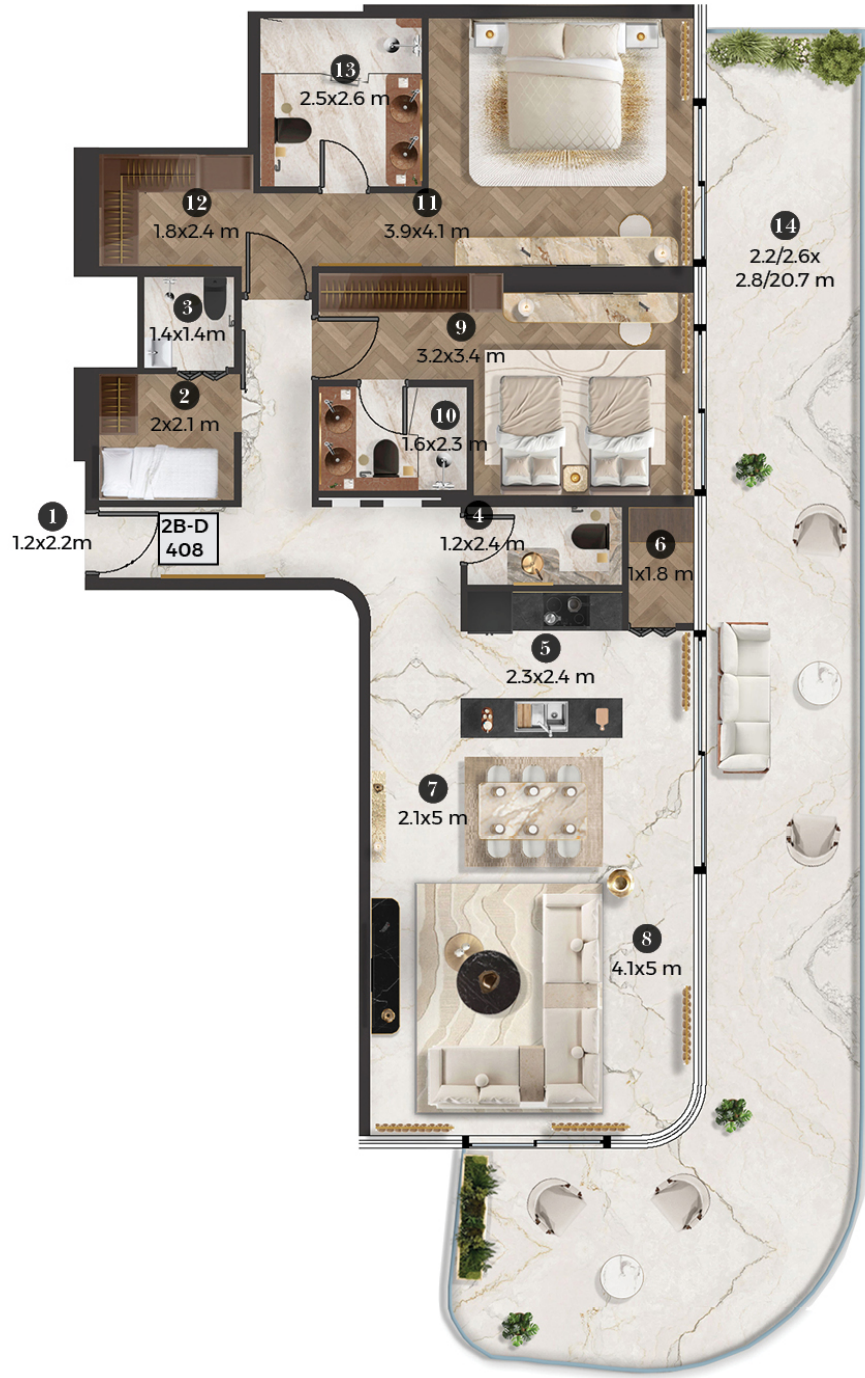 13
2.5x2.6 m
12
1.8x2.4 m
11
3.9x4.1 m
14
2.2/2.6x
2.8/20.7 m
3
1.4x1.4m
9
3.2x3.4 m
2
2x2.1 m
10
1.6x2.3 m
1
1.2x2.2m
2B-D
408
4
1.2x2.4 m
6
1x1.8 m
5
2.3x2.4 m
7
2.1x5 m
8
4.1x5 m